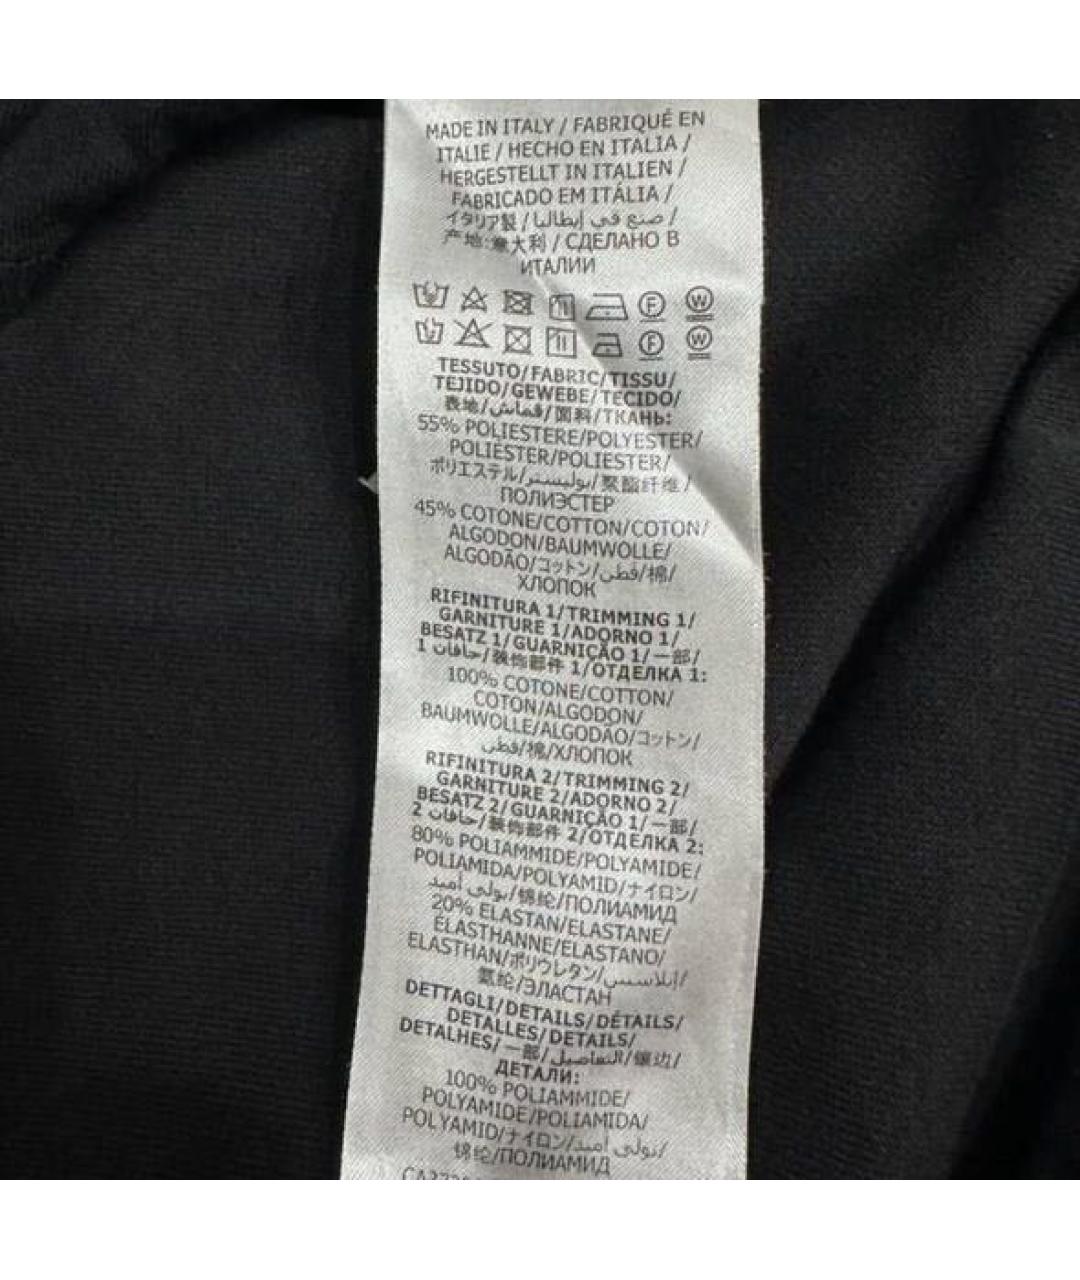 MADE IN ITALY / FABRIQUÉ EN
ITALIE / HECHO EN ITALIA /
HERGESTELLT IN ITALIEN /
FABRICADO EM ITÁLIA /
イタリア製 / صنع في إيطاليا /
产地:意大利 / СДЕЛАНО В
ИТАЛИИ
F W
F W
TESSUTO/FABRIC/TISSU/
TEJIDO/GEWEBE/TECIDO/
表地/قماش/面料/ТКАНЬ:
55% POLIESTERE/POLYESTER/
POLIESTER/POLIESTER/
ポリエステル/بوليستر/聚酯纤维/
ПОЛИЭСТЕР
45% COTONE/COTTON/COTON/
ALGODON/BAUMWOLLE/
ALGODÃO/コットン/قطن/棉/
ХЛОПОК
RIFINITURA 1/TRIMMING 1/
GARNITURE 1/ADORNO 1/
BESATZ 1/GUARNIÇÃO 1/一部/
حافات 1/装饰部件 1/ОТДЕЛКА 1:
100% COTONE/COTTON/
COTON/ALGODON/
BAUMWOLLE/ALGODÃO/コットン/
قطن/棉/ХЛОПОК
RIFINITURA 2/TRIMMING 2/
GARNITURE 2/ADORNO 2/
BESATZ 2/GUARNIÇÃO 1/一部/
حافات 2/装饰部件 2/ОТДЕЛКА 2:
80% POLIAMMIDE/POLYAMIDE/
POLIAMIDA/POLYAMID/ナイロン/
بولي أميد/锦纶/ПОЛИАМИД
20% ELASTAN/ELASTANE/
ÉLASTHANNE/ELASTANO/
ELASTHAN/ポリウレタン/إيلاستين/
氨纶/ЭЛАСТАН
DETTAGLI/DETAILS/DÉTAILS/
DETALLES/DETAILS/
DETALHES/一部/التفاصيل/镶边/
ДЕТАЛИ:
100% POLIAMMIDE/
POLYAMIDE/POLIAMIDA/
POLYAMID/ナイロン/بولي أميد/
锦纶/ПОЛИАМИД